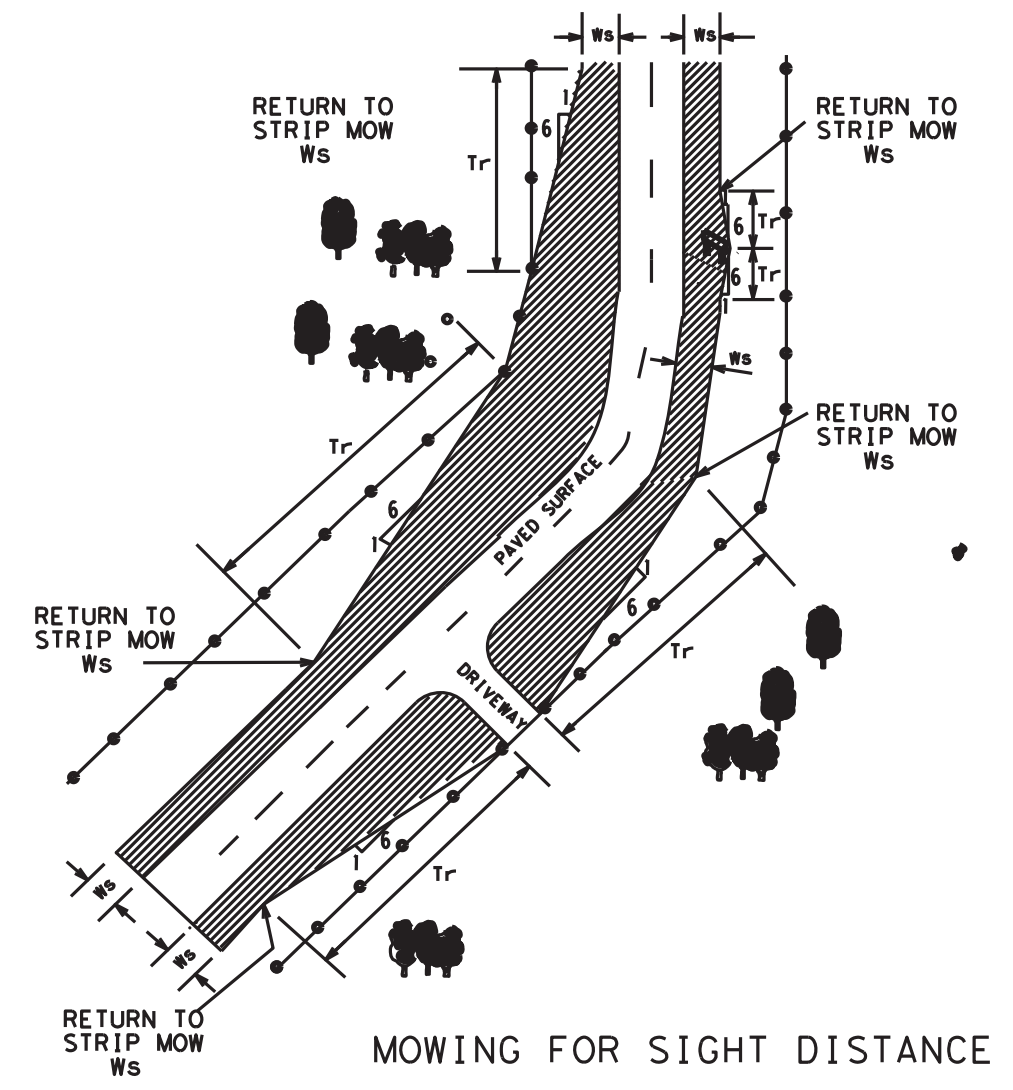 Ws
Ws
RETURN TO
STRIP MOW
Ws
1
6
Tr
RETURN TO
STRIP MOW
Ws
6
Tr
6
Tr
1
Ws
Tr
RETURN TO
STRIP MOW
Ws
6
1
PAVED SURFACE
1
6
Tr
RETURN TO
STRIP MOW
Ws
DRIVEWAY
6
1
Tr
Ws
Ws
RETURN TO
STRIP MOW
Ws
MOWING FOR SIGHT DISTANCE